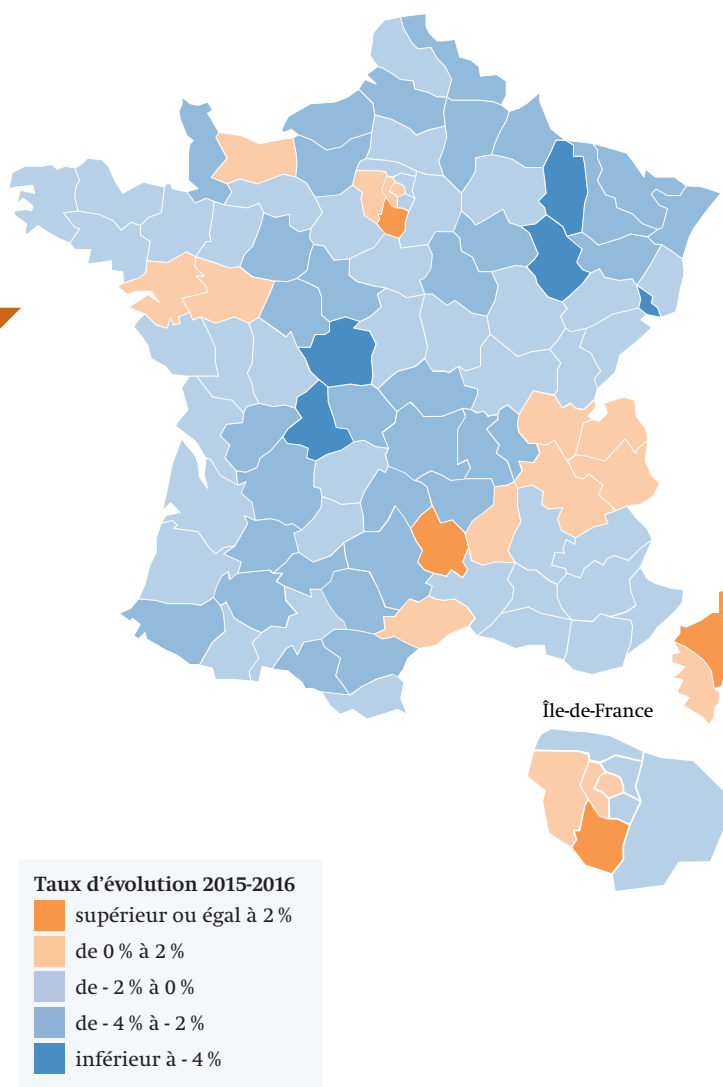 Île-de-France
Taux d'évolution 2015-2016
supérieur ou égal à 2 %
de 0 % à 2 %
de - 2 % à 0 %
de - 4 % à - 2 %
inférieur à - 4 %